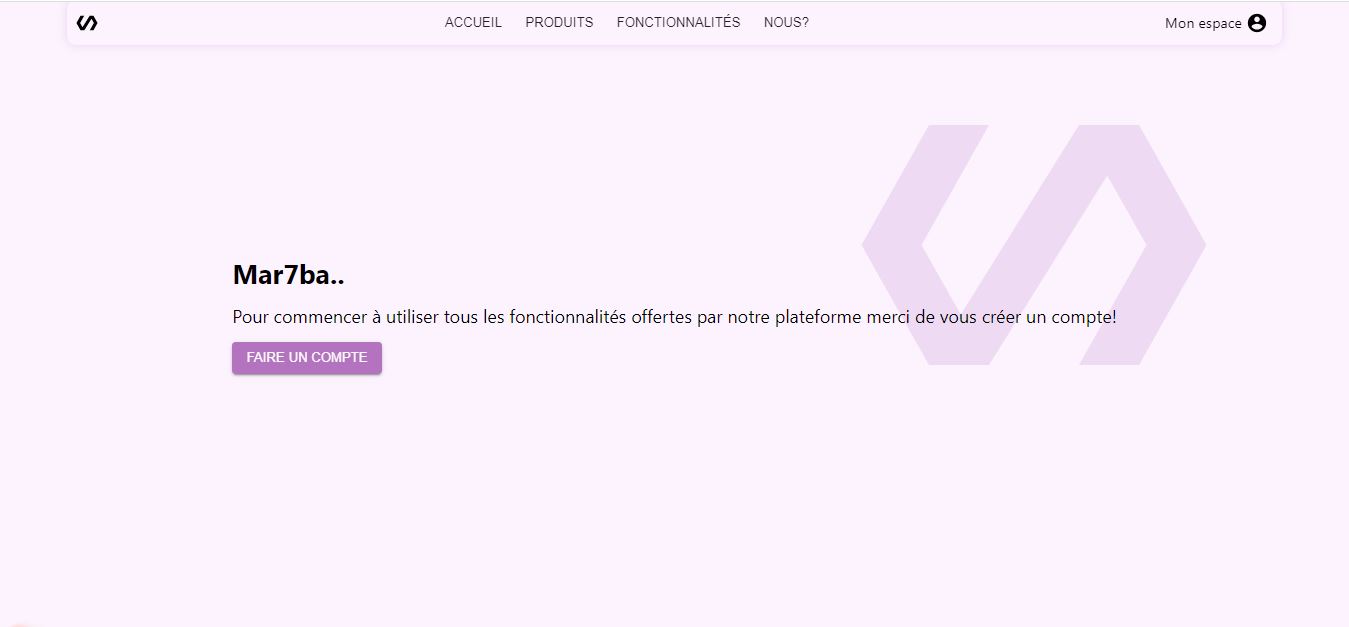 ACCUEIL PRODUITS FONCTIONNALITÉS NOUS? Mon espace
Mar7ba..
Pour commencer à utiliser tous les fonctionnalités offertes par notre plateforme merci de vous créer un compte!
FAIRE UN COMPTE